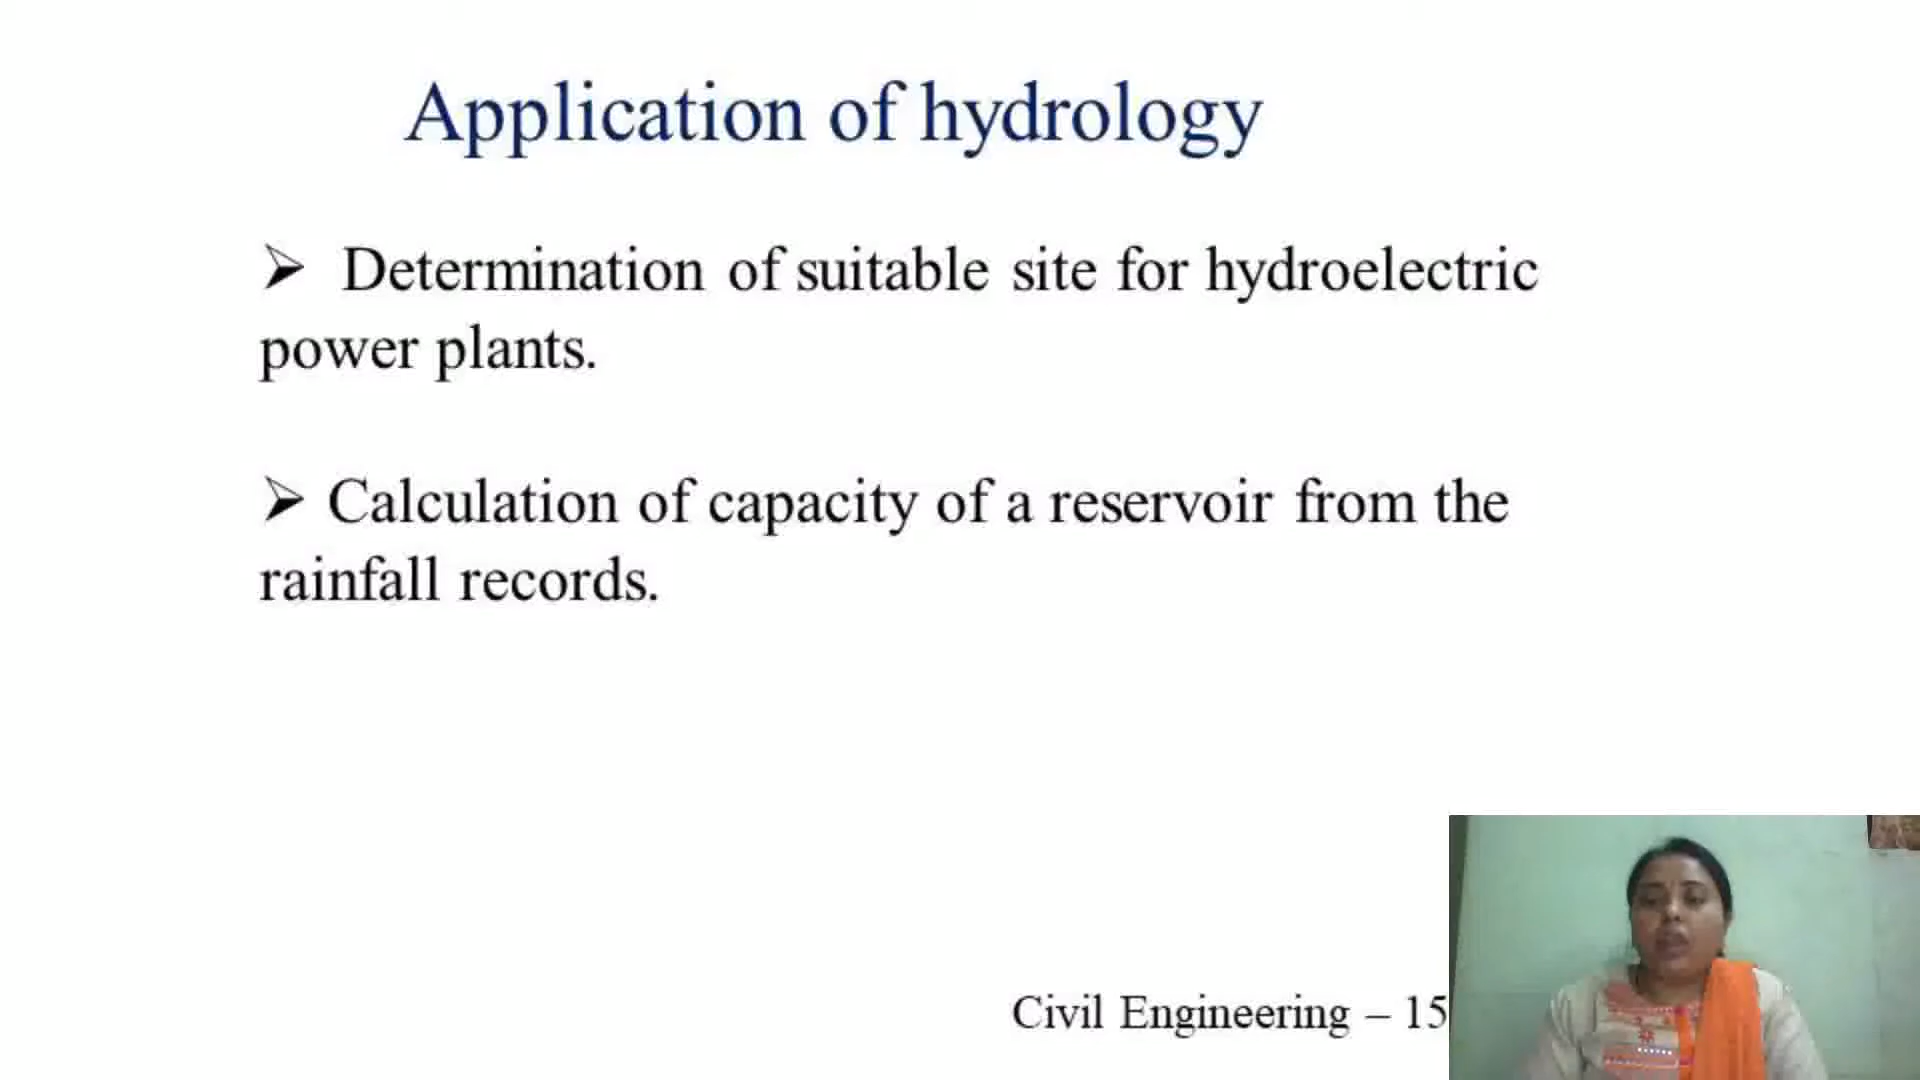 Application of hydrology
➢ Determination of suitable site for hydroelectric
power plants.
➢ Calculation of capacity of a reservoir from the
rainfall records.
Civil Engineering – 15